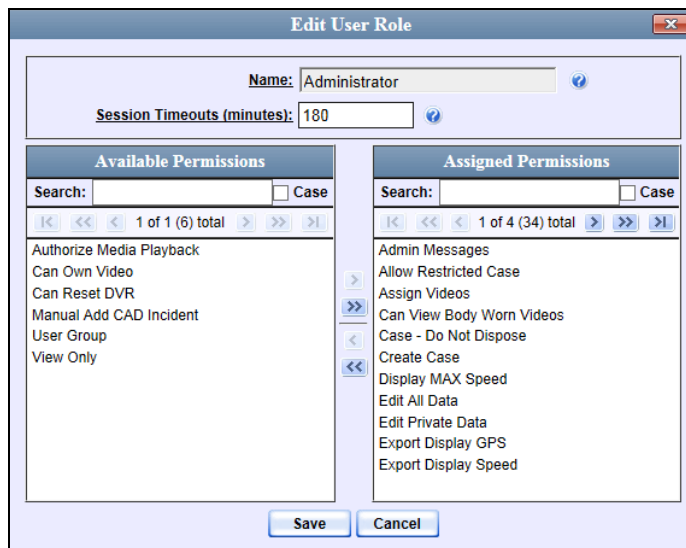 Edit User Role
Name: Administrator
Session Timeouts (minutes): 180
Available Permissions
Search: Case
1 of 1 (6) total
Authorize Media Playback
Can Own Video
Can Reset DVR
Manual Add CAD Incident
User Group
View Only
Assigned Permissions
Search: Case
1 of 4 (34) total
Admin Messages
Allow Restricted Case
Assign Videos
Can View Body Worn Videos
Case - Do Not Dispose
Create Case
Display MAX Speed
Edit All Data
Edit Private Data
Export Display GPS
Export Display Speed
Save Cancel